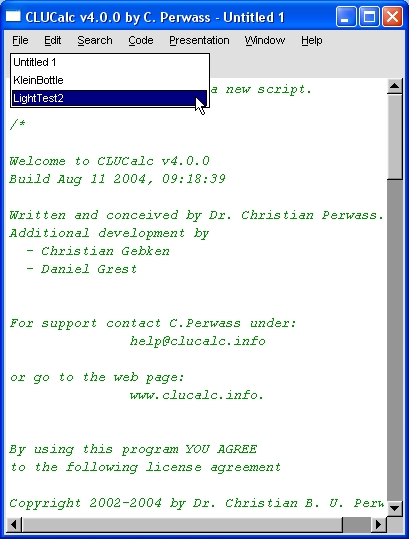 CLUCalc v4.0.0 by C. Perwass - Untitled 1
File Edit Search Code Presentation Window Help
Untitled 1
KleinBottle
LightTest2
a new script.
/*
Welcome to CLUCalc v4.0.0
Build Aug 11 2004, 09:18:39
Written and conceived by Dr. Christian Perwass.
Additional development by
- Christian Gebken
- Daniel Grest
For support contact C.Perwass under:
help@clucalc.info
or go to the web page:
www.clucalc.info.
By using this program YOU AGREE
to the following license agreement
Copyright 2002-2004 by Dr. Christian B. U. Perw